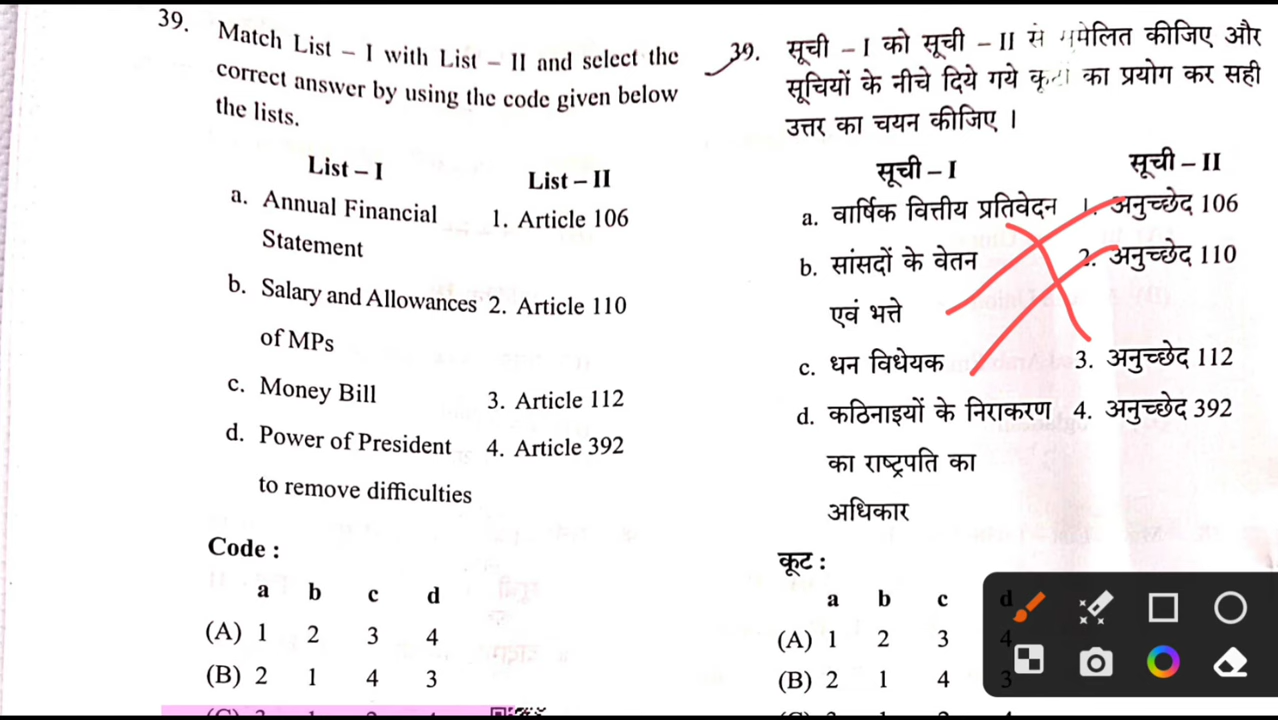 39. Match List – I with List – II and select the
correct answer by using the code given below
the lists.
List – I List – II
a. Annual Financial 1. Article 106
Statement
b. Salary and Allowances 2. Article 110
of MPs
c. Money Bill 3. Article 112
d. Power of President 4. Article 392
to remove difficulties
Code :
a b c d
(A) 1 2 3 4
(B) 2 1 4 3
39. सूची – I को सूची – II से सुमेलित कीजिए और
सूचियों के नीचे दिये गये कूटों का प्रयोग कर सही
उत्तर का चयन कीजिए ।
सूची – I सूची – II
a. वार्षिक वित्तीय प्रतिवेदन 1. अनुच्छेद 106
b. सांसदों के वेतन 2. अनुच्छेद 110
एवं भत्ते
c. धन विधेयक 3. अनुच्छेद 112
d. कठिनाइयों के निराकरण 4. अनुच्छेद 392
का राष्ट्रपति का
अधिकार
कूट :
a b c d
(A) 1 2 3 4
(B) 2 1 4 3